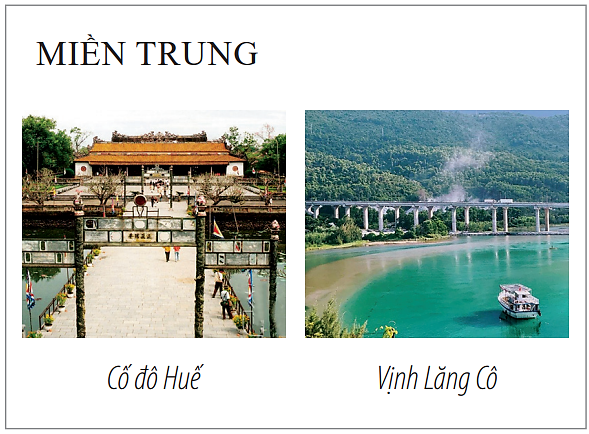 MIỀN TRUNG
Cố đô Huế
Vịnh Lăng Cô